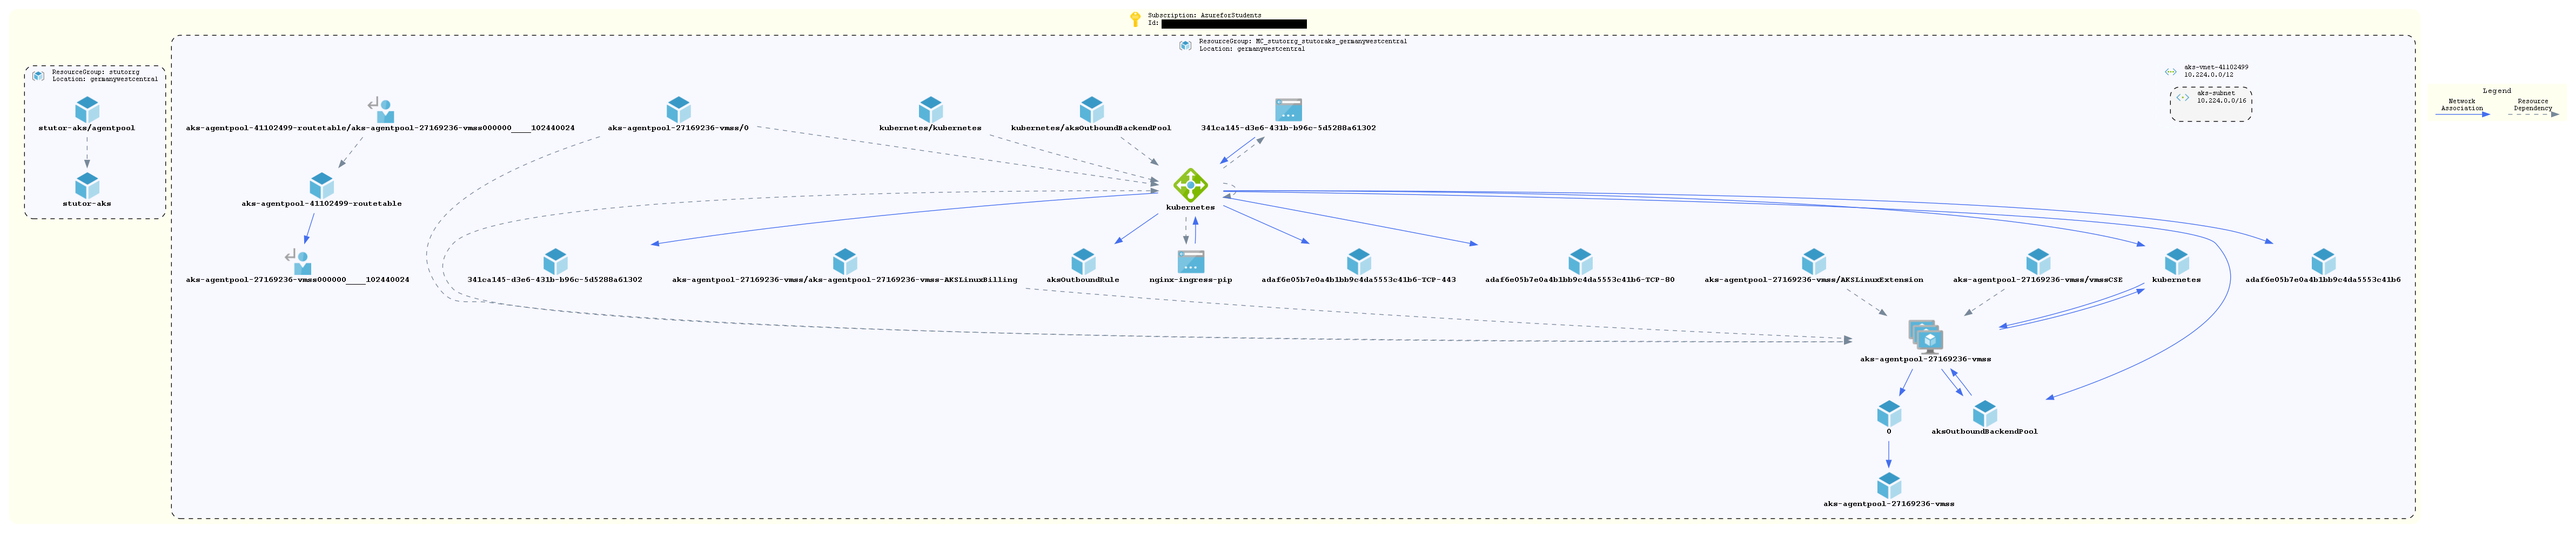 Subscription: AzureforStudents
Id:
ResourceGroup: MC_stutorrg_stutoraks_germanywestcentral
Location: germanywestcentral
ResourceGroup: stutorrg
Location: germanywestcentral
aks-vnet-41102499
10.224.0.0/12
aks-subnet
10.224.0.0/16
Legend
Network
Association
Resource
Dependency
stutor-aks/agentpool
aks-agentpool-41102499-routetable/aks-agentpool-27169236-vmss000000____102440024
aks-agentpool-27169236-vmss/0
kubernetes/kubernetes
kubernetes/aksOutboundBackendPool
341ca145-d3e6-431b-b96c-5d5288a61302
stutor-aks
aks-agentpool-41102499-routetable
kubernetes
aks-agentpool-27169236-vmss000000____102440024
341ca145-d3e6-431b-b96c-5d5288a61302
aks-agentpool-27169236-vmss/aks-agentpool-27169236-vmss-AKSLinuxBilling
aksOutboundRule
nginx-ingress-pip
adaf6e05b7e0a4b1bb9c4da5553c41b6-TCP-443
adaf6e05b7e0a4b1bb9c4da5553c41b6-TCP-80
aks-agentpool-27169236-vmss/AKSLinuxExtension
aks-agentpool-27169236-vmss/vmssCSE
kubernetes
adaf6e05b7e0a4b1bb9c4da5553c41b6
aks-agentpool-27169236-vmss
0
aksOutboundBackendPool
aks-agentpool-27169236-vmss